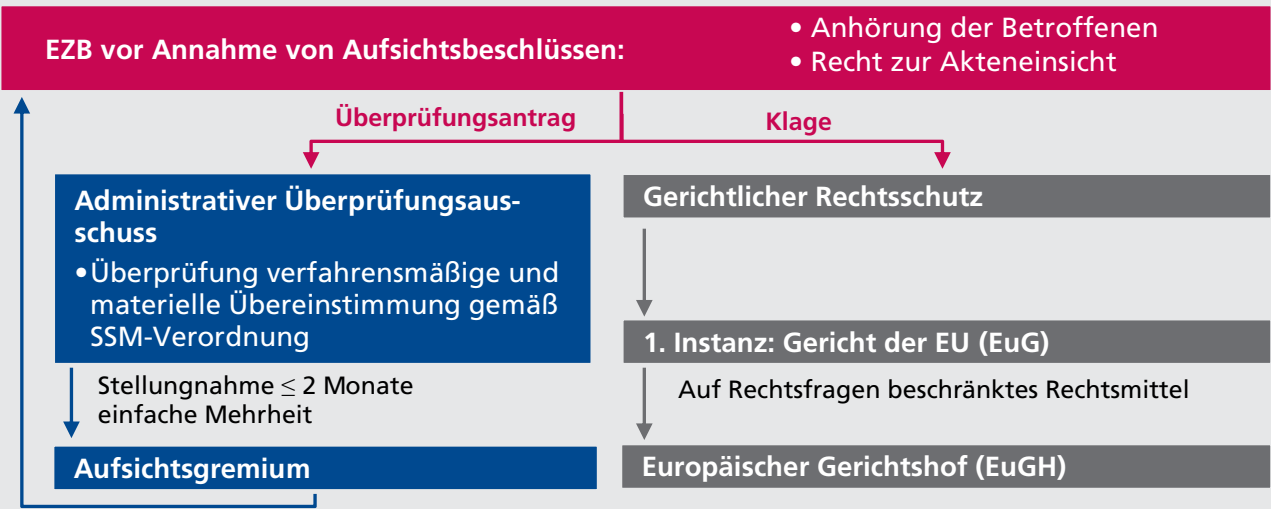 EZB vor Annahme von Aufsichtsbeschlüssen:
• Anhörung der Betroffenen
• Recht zur Akteneinsicht
Überprüfungsantrag
Klage
Administrativer Überprüfungsaus-
schuss
•Überprüfung verfahrensmäßige und
materielle Übereinstimmung gemäß
SSM-Verordnung
Stellungnahme ≤ 2 Monate
einfache Mehrheit
Aufsichtsgremium
Gerichtlicher Rechtsschutz
1. Instanz: Gericht der EU (EuG)
Auf Rechtsfragen beschränktes Rechtsmittel
Europäischer Gerichtshof (EuGH)